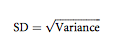 SD = √Variance